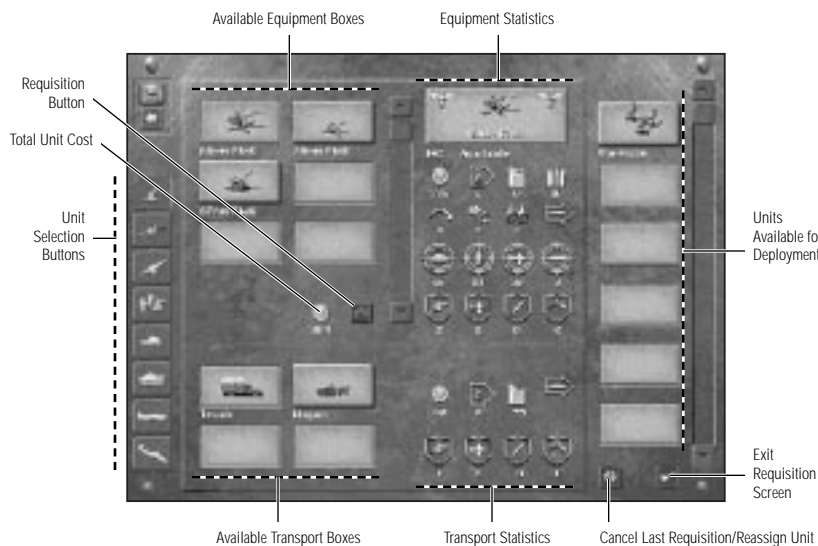 Available Equipment Boxes
Equipment Statistics
Requisition
Button
Total Unit Cost
Unit
Selection
Buttons
Units
Available fo
Deployment
Exit
Requisition
Screen
Available Transport Boxes
Transport Statistics
Cancel Last Requisition/Reassign Unit